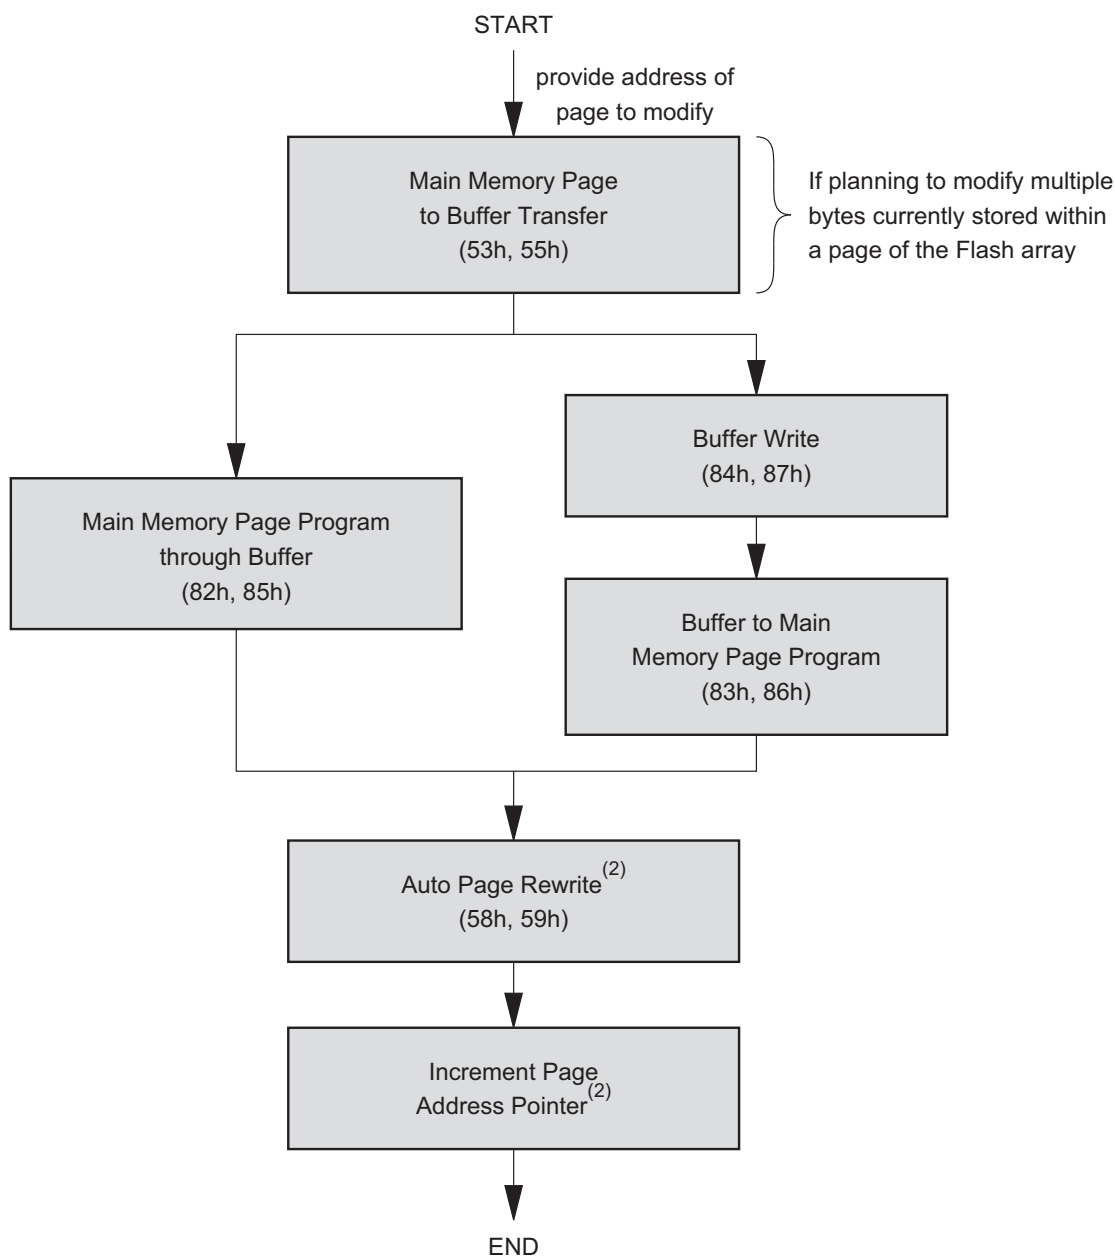 START
provide address of
page to modify
Main Memory Page
to Buffer Transfer
(53h, 55h)
If planning to modify multiple
bytes currently stored within
a page of the Flash array
Buffer Write
(84h, 87h)
Main Memory Page Program
through Buffer
(82h, 85h)
Buffer to Main
Memory Page Program
(83h, 86h)
Auto Page Rewrite(2)
(58h, 59h)
Increment Page
Address Pointer(2)
END